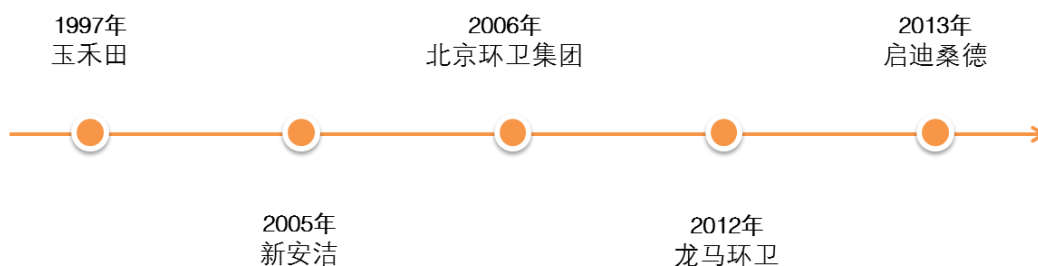 1997年
玉禾田
2005年
新安洁
2006年
北京环卫集团
2012年
龙马环卫
2013年
启迪桑德